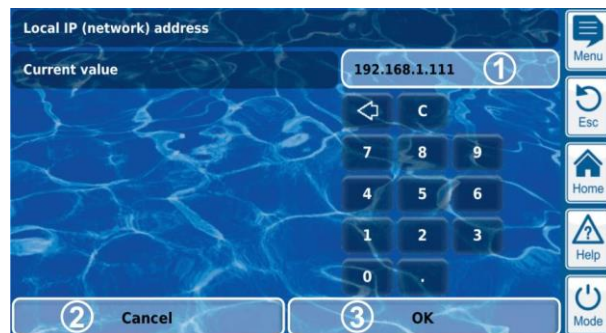 Local IP (network) address
Menu
Current value
192.168.1.111
1
C
Esc
7 8 9
4 5 6
Home
1 2 3
?
Help
0 .
2 Cancel
3 OK
Mode